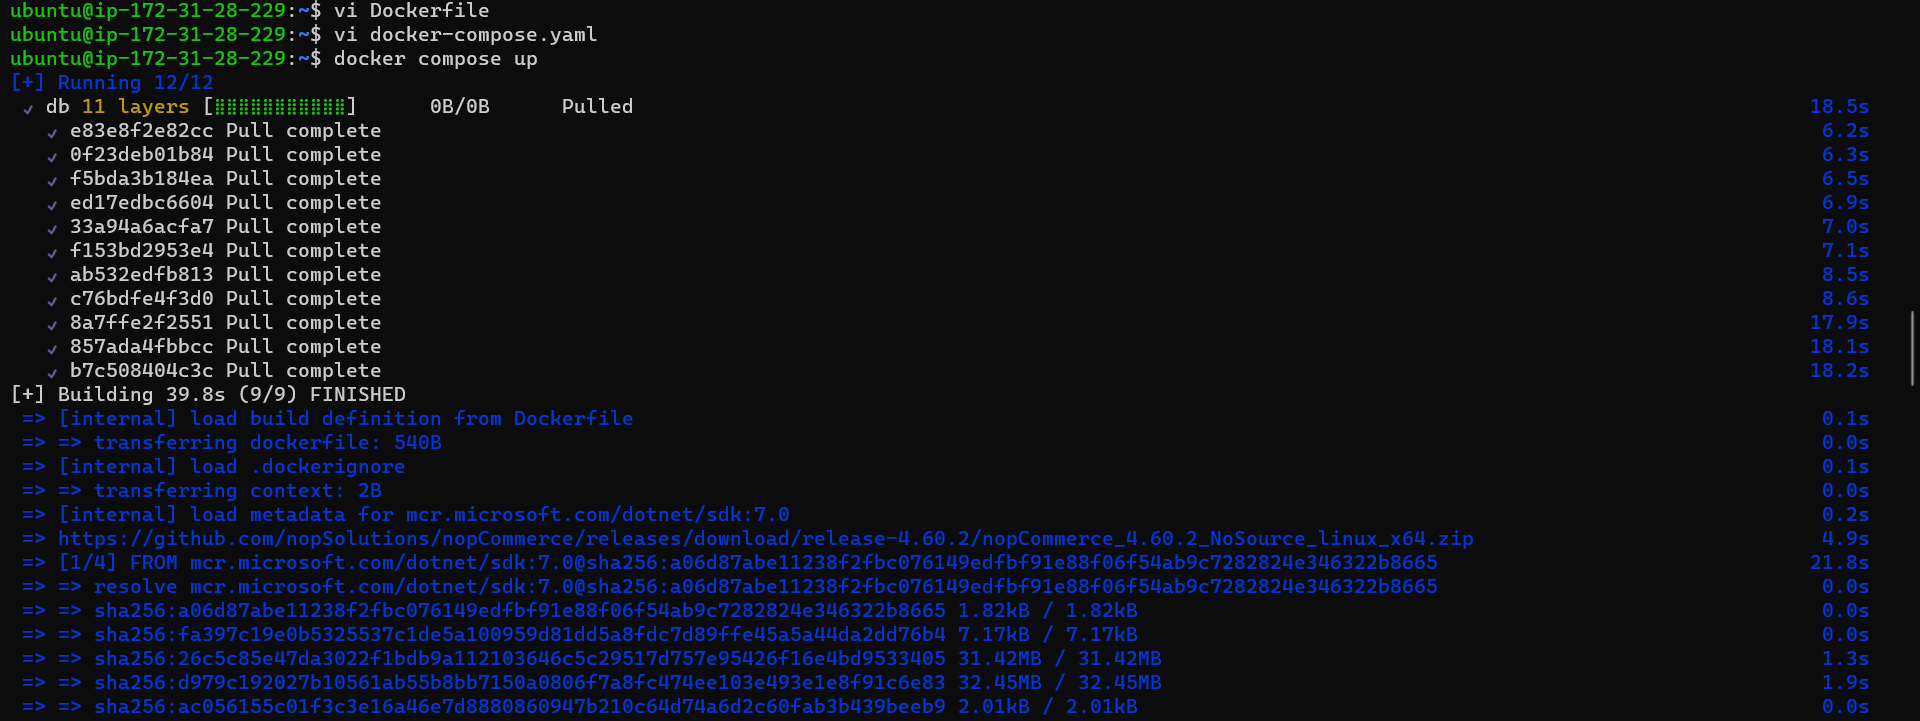 ubuntu@ip-172-31-28-229:~$ vi Dockerfile
ubuntu@ip-172-31-28-229:~$ vi docker-compose.yaml
ubuntu@ip-172-31-28-229:~$ docker compose up
[+] Running 12/12
✓ db 11 layers [⣿⣿⣿⣿⣿⣿⣿⣿⣿⣿⣿] 0B/0B Pulled 18.5s
✓ e83e8f2e82cc Pull complete 6.2s
✓ 0f23deb01b84 Pull complete 6.3s
✓ f5bda3b184ea Pull complete 6.5s
✓ ed17edbc6604 Pull complete 6.9s
✓ 33a94a6acfa7 Pull complete 7.0s
✓ f153bd2953e4 Pull complete 7.1s
✓ ab532edfb813 Pull complete 8.5s
✓ c76bdfe4f3d0 Pull complete 8.6s
✓ 8a7ffe2f2551 Pull complete 17.9s
✓ 857ada4fbbcc Pull complete 18.1s
✓ b7c508404c3c Pull complete 18.2s
[+] Building 39.8s (9/9) FINISHED
=> [internal] load build definition from Dockerfile 0.1s
=> => transferring dockerfile: 540B 0.0s
=> [internal] load .dockerignore 0.1s
=> => transferring context: 2B 0.0s
=> [internal] load metadata for mcr.microsoft.com/dotnet/sdk:7.0 0.2s
=> https://github.com/nopSolutions/nopCommerce/releases/download/release-4.60.2/nopCommerce_4.60.2_NoSource_linux_x64.zip 4.9s
=> [1/4] FROM mcr.microsoft.com/dotnet/sdk:7.0@sha256:a06d87abe11238f2fbc076149edfbf91e88f06f54ab9c7282824e346322b8665 21.8s
=> => resolve mcr.microsoft.com/dotnet/sdk:7.0@sha256:a06d87abe11238f2fbc076149edfbf91e88f06f54ab9c7282824e346322b8665 0.0s
=> => sha256:a06d87abe11238f2fbc076149edfbf91e88f06f54ab9c7282824e346322b8665 1.82kB / 1.82kB 0.0s
=> => sha256:fa397c19e0b5325537c1de5a100959d81dd5a8fdc7d89ffe45a5a44da2dd76b4 7.17kB / 7.17kB 0.0s
=> => sha256:26c5c85e47da3022f1bdb9a112103646c5c29517d757e95426f16e4bd9533405 31.42MB / 31.42MB 1.3s
=> => sha256:d979c192027b10561ab55b8bb7150a0806f7a8fc474ee103e493e1e8f91c6e83 32.45MB / 32.45MB 1.9s
=> => sha256:ac056155c01f3c3e16a46e7d8880860947b210c64d74a6d2c60fab3b439beeb9 2.01kB / 2.01kB 0.0s